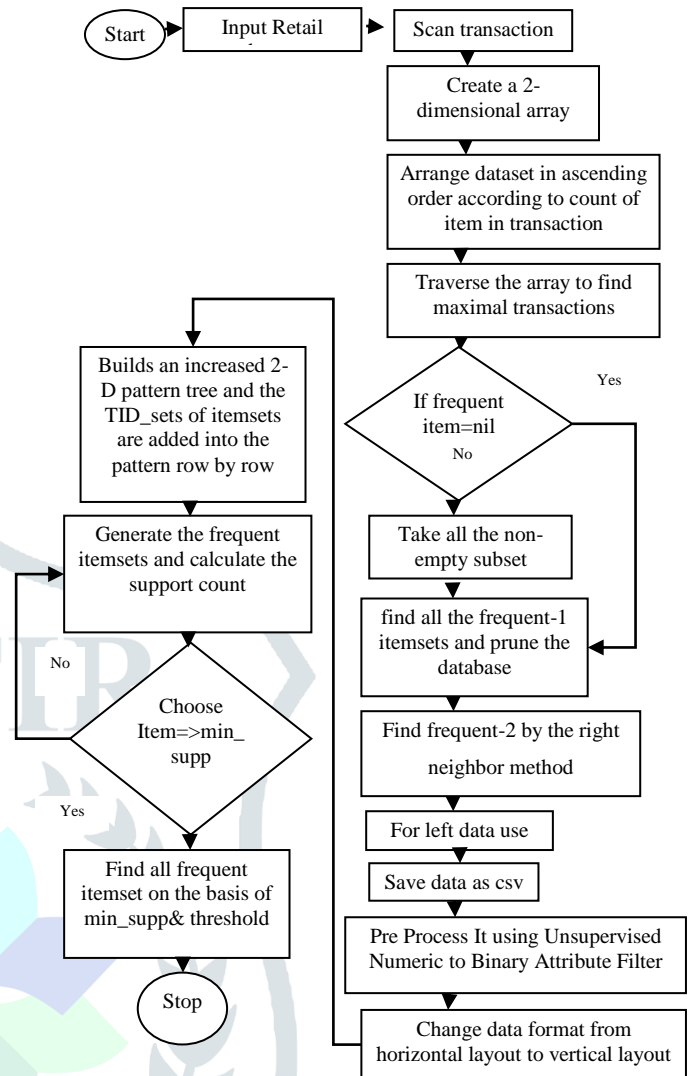 Start
Input Retail
Scan transaction
Create a 2-
dimensional array
Arrange dataset in ascending
order according to count of
item in transaction
Traverse the array to find
maximal transactions
If frequent
item=nil
Yes
No
Take all the non-
empty subset
find all the frequent-1
itemsets and prune the
database
Find frequent-2 by the right
neighbor method
For left data use
Save data as csv
Pre Process It using Unsupervised
Numeric to Binary Attribute Filter
Change data format from
horizontal layout to vertical layout
Builds an increased 2-
D pattern tree and the
TID_sets of itemsets
are added into the
pattern row by row
Generate the frequent
itemsets and calculate the
support count
No
Choose
Item=>min_
supp
Yes
Find all frequent
itemset on the basis of
min_supp& threshold
Stop